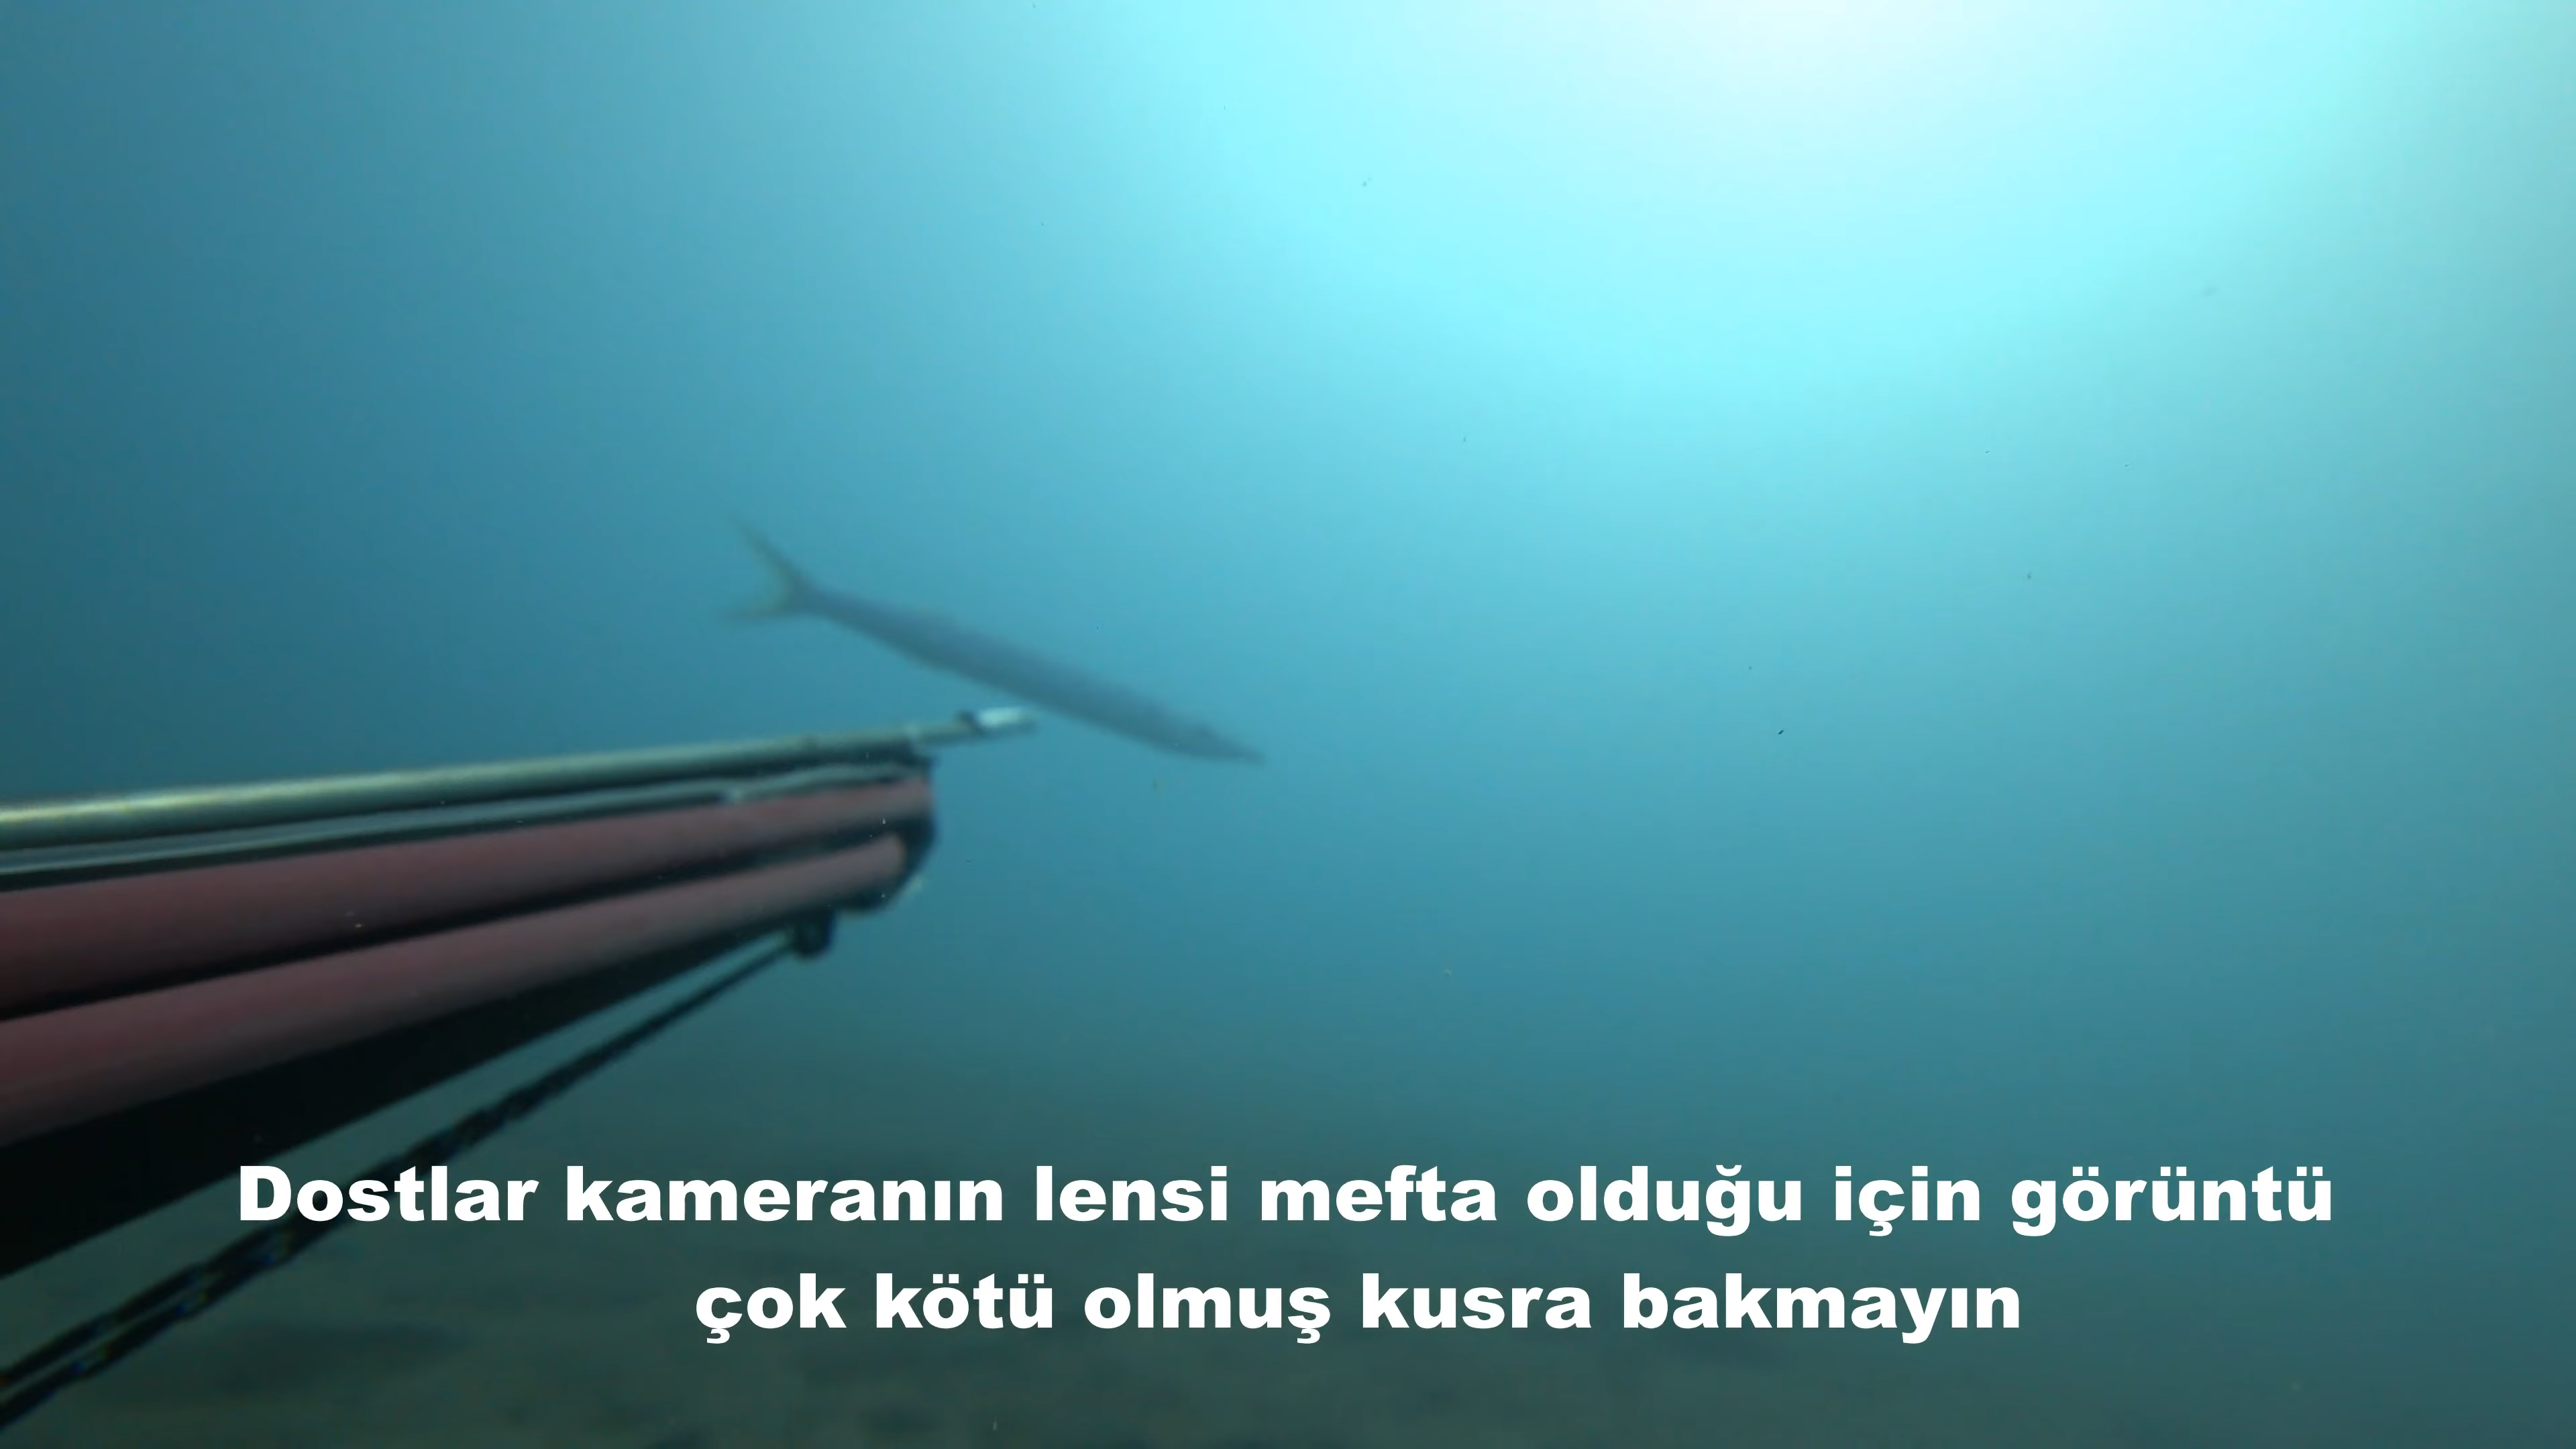 Dostlar kameranın lensi mefta olduğu için görüntü
çok kötü olmuş kusra bakmayın